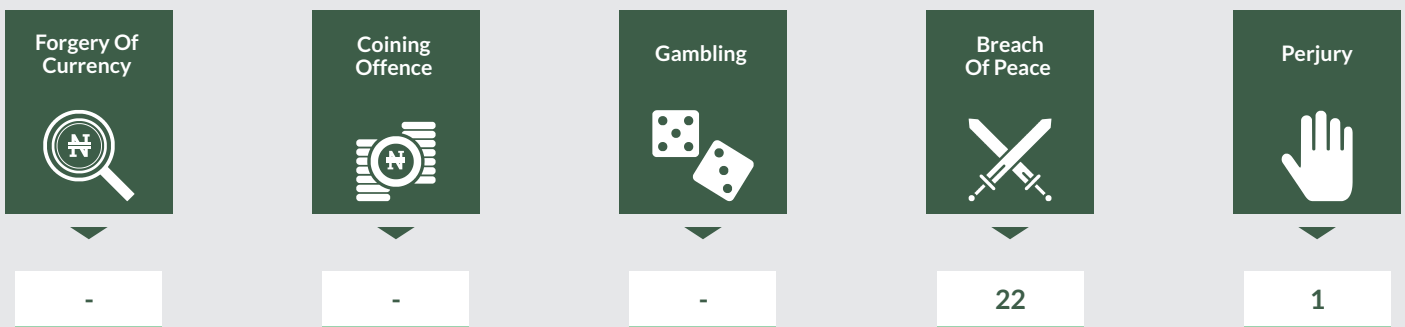 Forgery Of
Currency
Coining
Offence
Gambling
Breach
Of Peace
Perjury
₦
₦
-
-
-
22
1